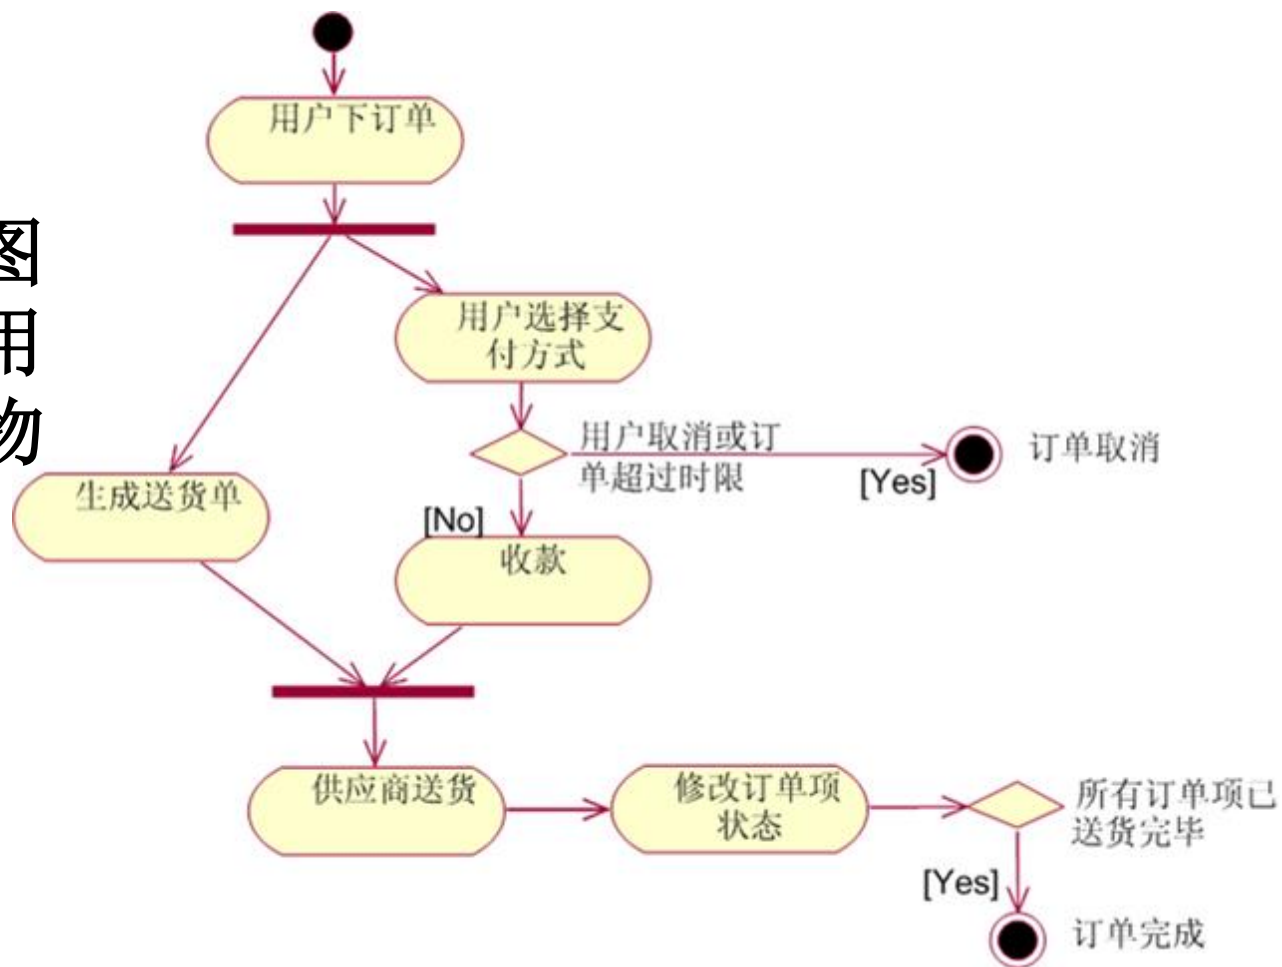 用户下订单
图
用
物
用户选择支
付方式
用户取消或订
单超过时限
[Yes]
订单取消
生成送货单
[No]
收款
供应商送货
修改订单项
状态
所有订单项已
送货完毕
[Yes]
订单完成